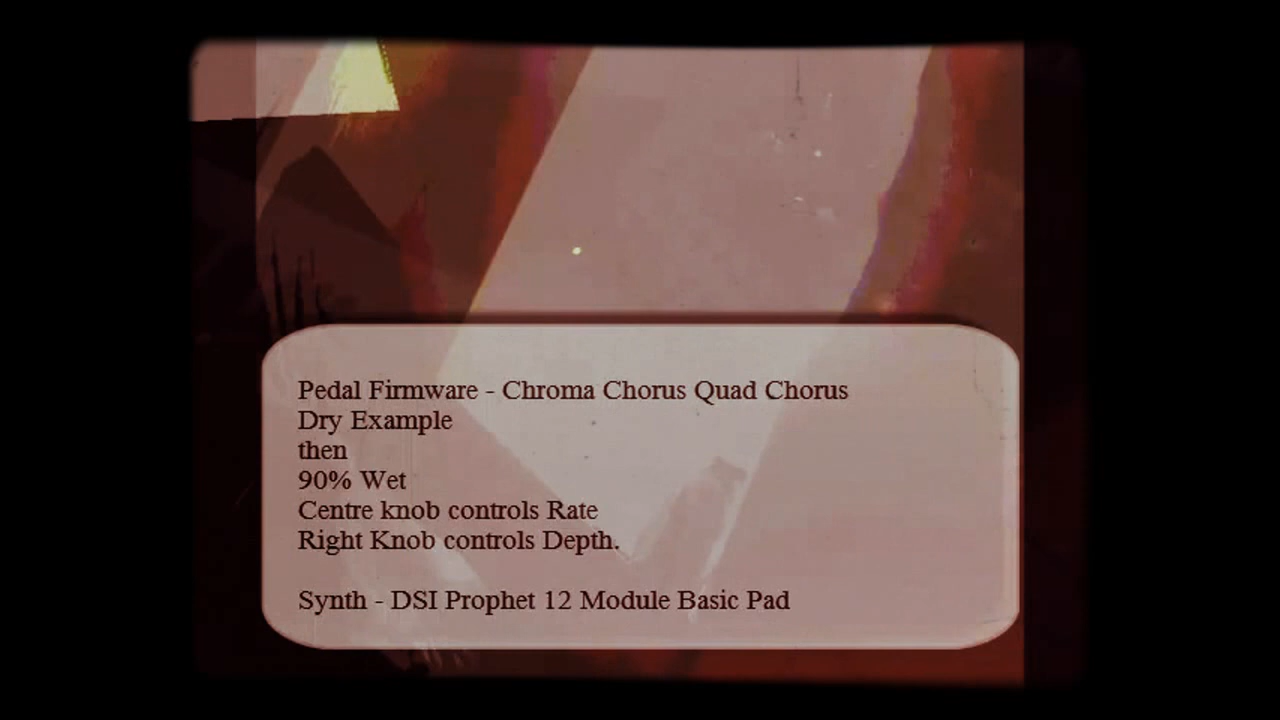 Pedal Firmware - Chroma Chorus Quad Chorus
Dry Example
then
90% Wet
Centre knob controls Rate
Right Knob controls Depth.
Synth - DSI Prophet 12 Module Basic Pad